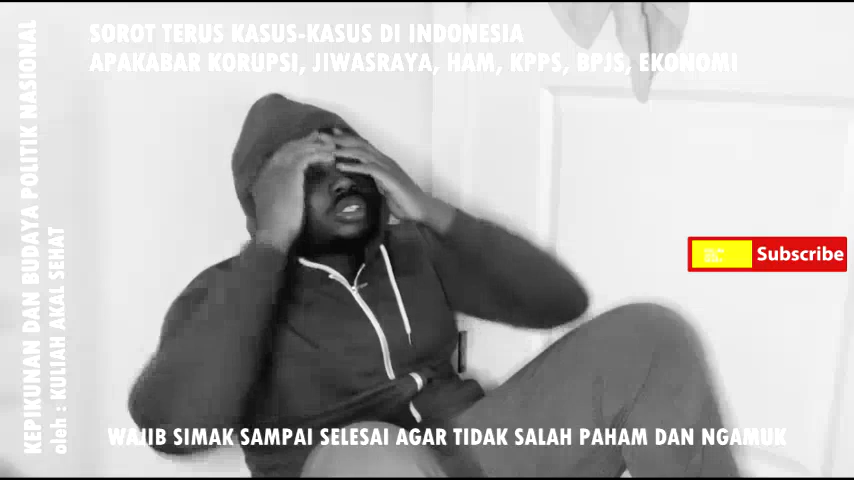 SOROT TERUS KASUS-KASUS DI INDONESIA
APAKABAR KORUPSI, JIWASRAYA, HAM, KPPS, BPJS, EKONOMI
KEPIKUNAN DAN BUDAYA POLITIK NASIONAL
oleh : KULIAH AKAL SEHAT
Subscribe
WAJIB SIMAK SAMPAI SELESAI AGAR TIDAK SALAH PAHAM DAN NGAMUK